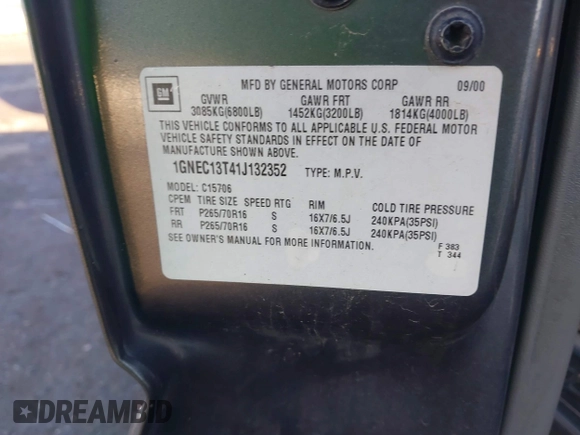 GM
MFD BY GENERAL MOTORS CORP 09/00
GVWR GAWR FRT GAWR RR
3085KG(6800LB) 1452KG(3200LB) 1814KG(4000LB)
THIS VEHICLE CONFORMS TO ALL APPLICABLE U.S. FEDERAL MOTOR
VEHICLE SAFETY STANDARDS IN EFFECT ON THE DATE OF
MANUFACTURE SHOWN ABOVE.
1GNEC13T41J132352 TYPE: M.P.V.
MODEL: C15706
CPEM TIRE SIZE SPEED RTG RIM COLD TIRE PRESSURE
FRT P265/70R16 S 16X7/6.5J 240KPA(35PSI)
RR P265/70R16 S 16X7/6.5J 240KPA(35PSI)
SEE OWNER'S MANUAL FOR MORE INFORMATION.
F 383
T 344
DREAMBID